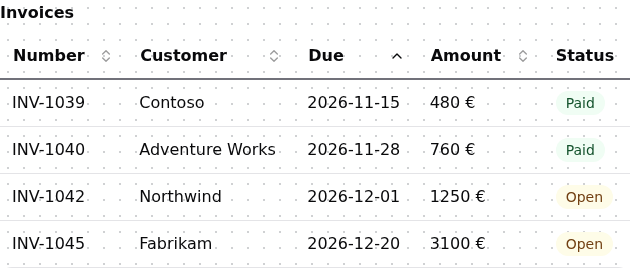 Invoices
Number Customer Due Amount Status
INV-1039 Contoso 2026-11-15 480 € Paid
INV-1040 Adventure Works 2026-11-28 760 € Paid
INV-1042 Northwind 2026-12-01 1250 € Open
INV-1045 Fabrikam 2026-12-20 3100 € Open